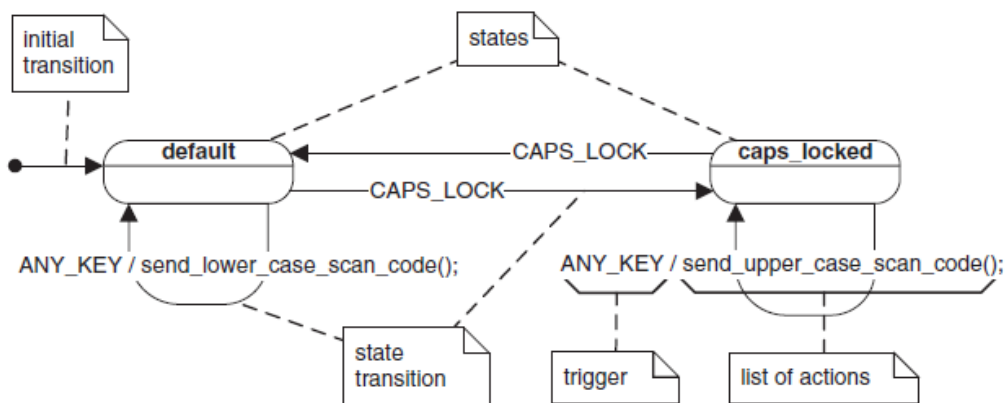 initial
transition
states
default
CAPS_LOCK
caps_locked
CAPS_LOCK
ANY_KEY / send_lower_case_scan_code();
ANY_KEY / send_upper_case_scan_code();
state
transition
trigger
list of actions